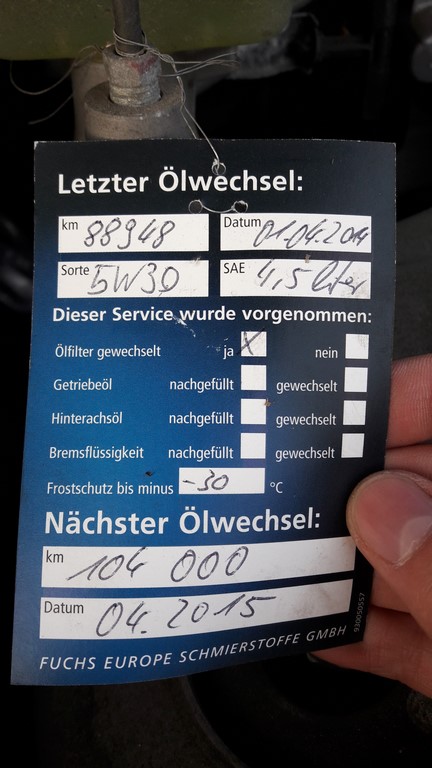 Letzter Ölwechsel:
km 88948 Datum 01.04.2014
Sorte 5W30 SAE 4,5 liter
Dieser Service wurde vorgenommen:
Ölfilter gewechselt ja X nein
Getriebeöl nachgefüllt gewechselt
Hinterachsöl nachgefüllt gewechselt
Bremsflüssigkeit nachgefüllt gewechselt
Frostschutz bis minus -30 °C
Nächster Ölwechsel:
km 104 000
Datum 04.2015
FUCHS EUROPE SCHMIERSTOFFE GMBH
930050557